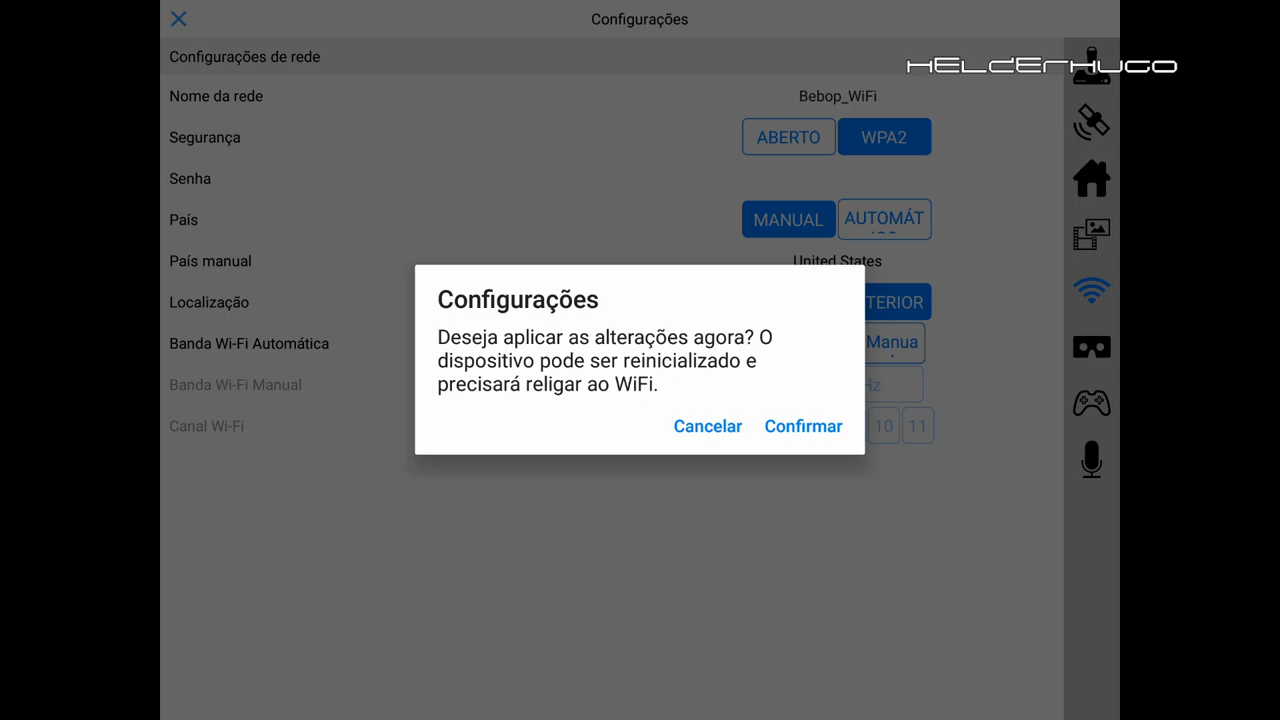 Configurações
Configurações de rede
HELDERHUGO
Nome da rede
Bebop_WiFi
Segurança
ABERTO
WPA2
Senha
País
MANUAL
AUTOMÁT
País manual
United States
Localização
TERIOR
Banda Wi-Fi Automática
Manua
Banda Wi-Fi Manual
Hz
Canal Wi-Fi
10
11
Configurações
Deseja aplicar as alterações agora? O
dispositivo pode ser reinicializado e
precisará religar ao WiFi.
Cancelar
Confirmar